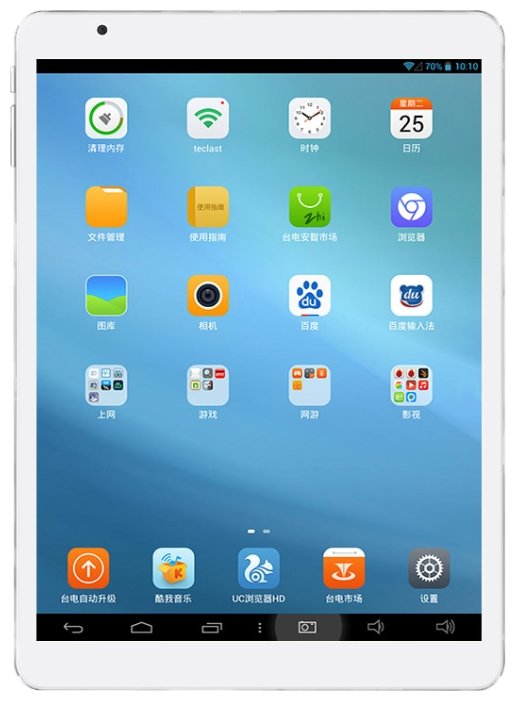 70% 10:10
清理内存 teclast 时钟 星期二 25 日历
文件管理 使用指南 使用指南 Zhi 台电安智市场 浏览器
图库 相机 du 百度 du 百度输入法
上网 游戏 网游 影视
台电自动升级 K 酷我音乐 UC浏览器HD 台电市场 设置